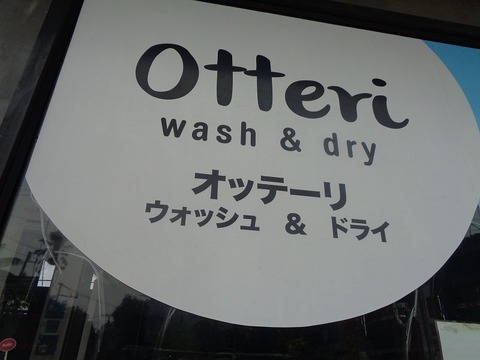 Otteri
wash & dry
オッテーリ
ウォッシュ & ドライ